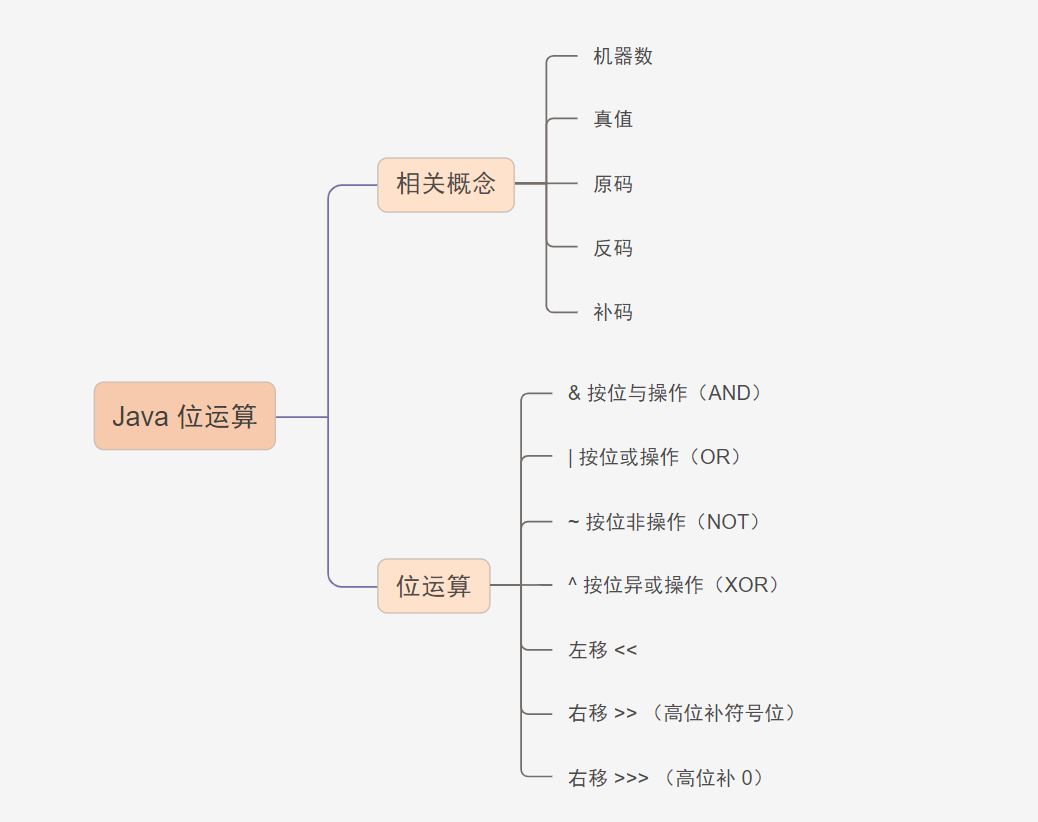 Java 位运算
相关概念
机器数
真值
原码
反码
补码
位运算
& 按位与操作（AND）
| 按位或操作（OR）
~ 按位非操作（NOT）
^ 按位异或操作（XOR）
左移 <<
右移 >> （高位补符号位）
右移 >>> （高位补 0）